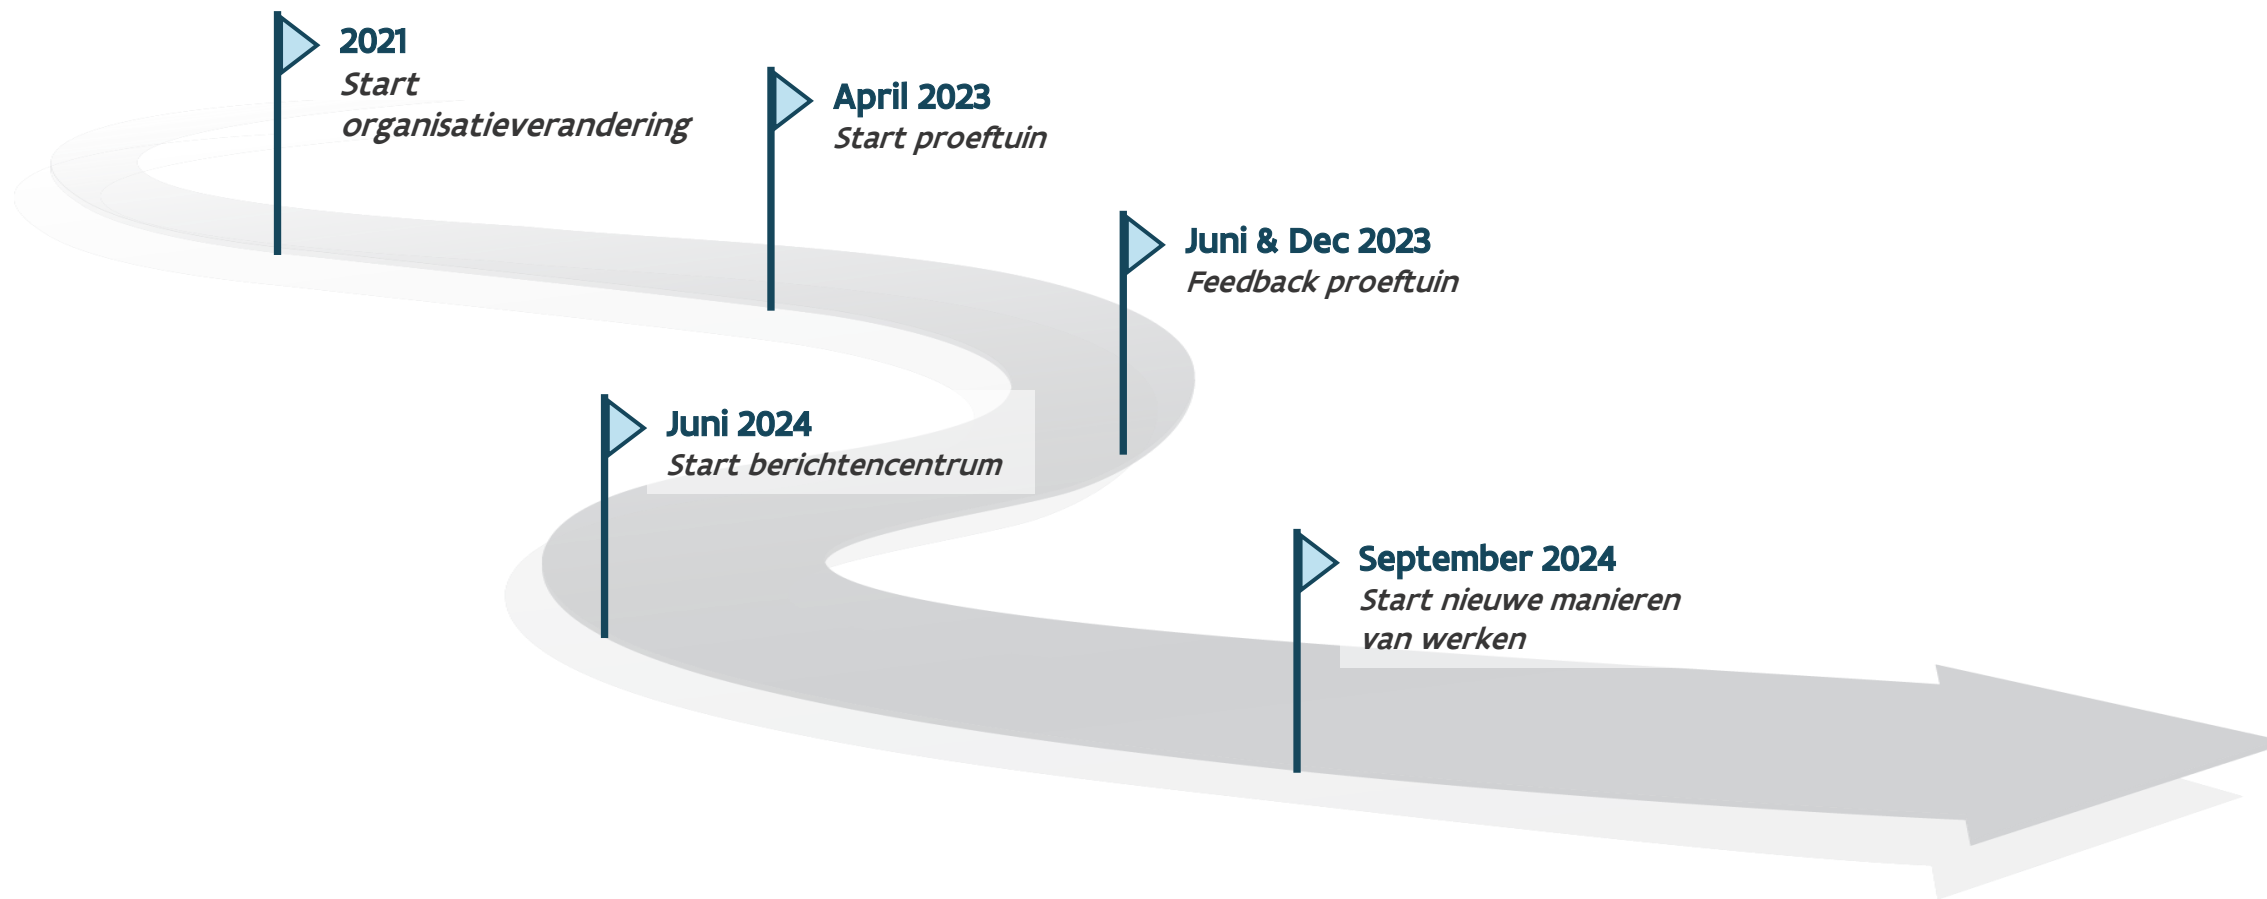 2021
Start
organisatieverandering
April 2023
Start proeftuin
Juni & Dec 2023
Feedback proeftuin
Juni 2024
Start berichtencentrum
September 2024
Start nieuwe manieren
van werken